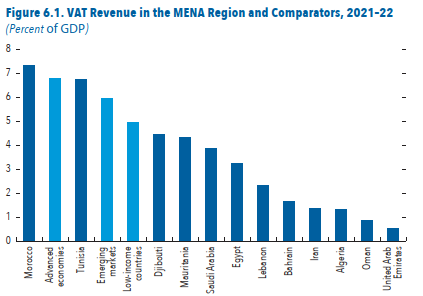 Figure 6.1. VAT Revenue in the MENA Region and Comparators, 2021–22
(Percent of GDP)
8
7
6
5
4
3
2
1
0
Morocco
Advanced
economies
Tunisia
Emerging
markets
Low-income
countries
Djibouti
Mauritania
Saudi Arabia
Egypt
Lebanon
Bahrain
Iran
Algeria
Oman
United Arab
Emirates